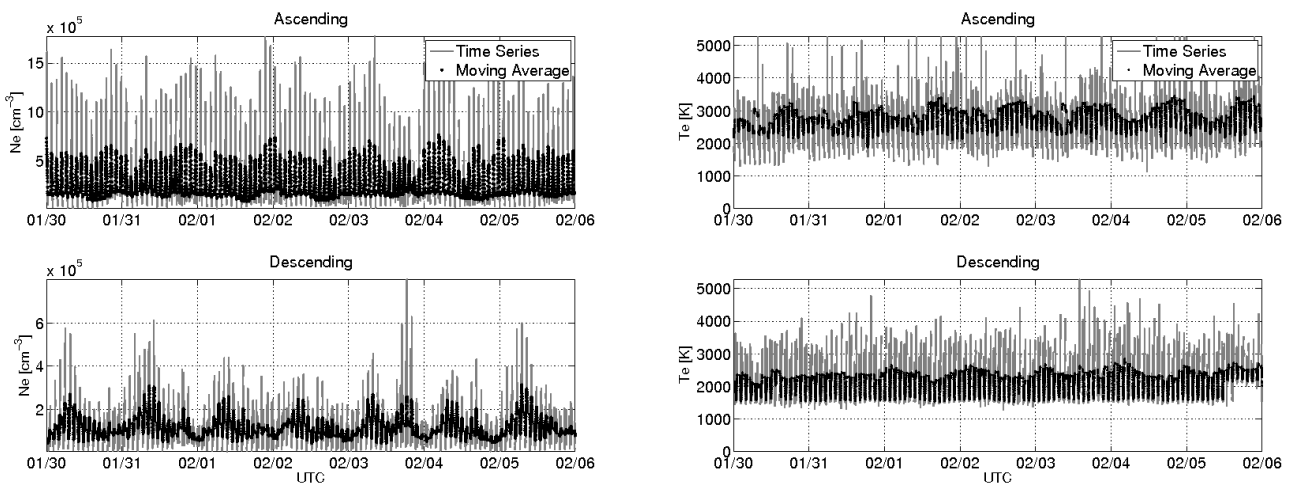 Ascending
x 10^5
Ne [cm^-3]
15
10
5
Time Series
Moving Average
01/30 01/31 02/01 02/02 02/03 02/04 02/05 02/06
Ascending
Te [K]
5000
4000
3000
2000
1000
0
Time Series
Moving Average
01/30 01/31 02/01 02/02 02/03 02/04 02/05 02/06
Descending
x 10^5
Ne [cm^-3]
6
4
2
01/30 01/31 02/01 02/02 02/03 02/04 02/05 02/06
UTC
Descending
Te [K]
5000
4000
3000
2000
1000
0
01/30 01/31 02/01 02/02 02/03 02/04 02/05 02/06
UTC